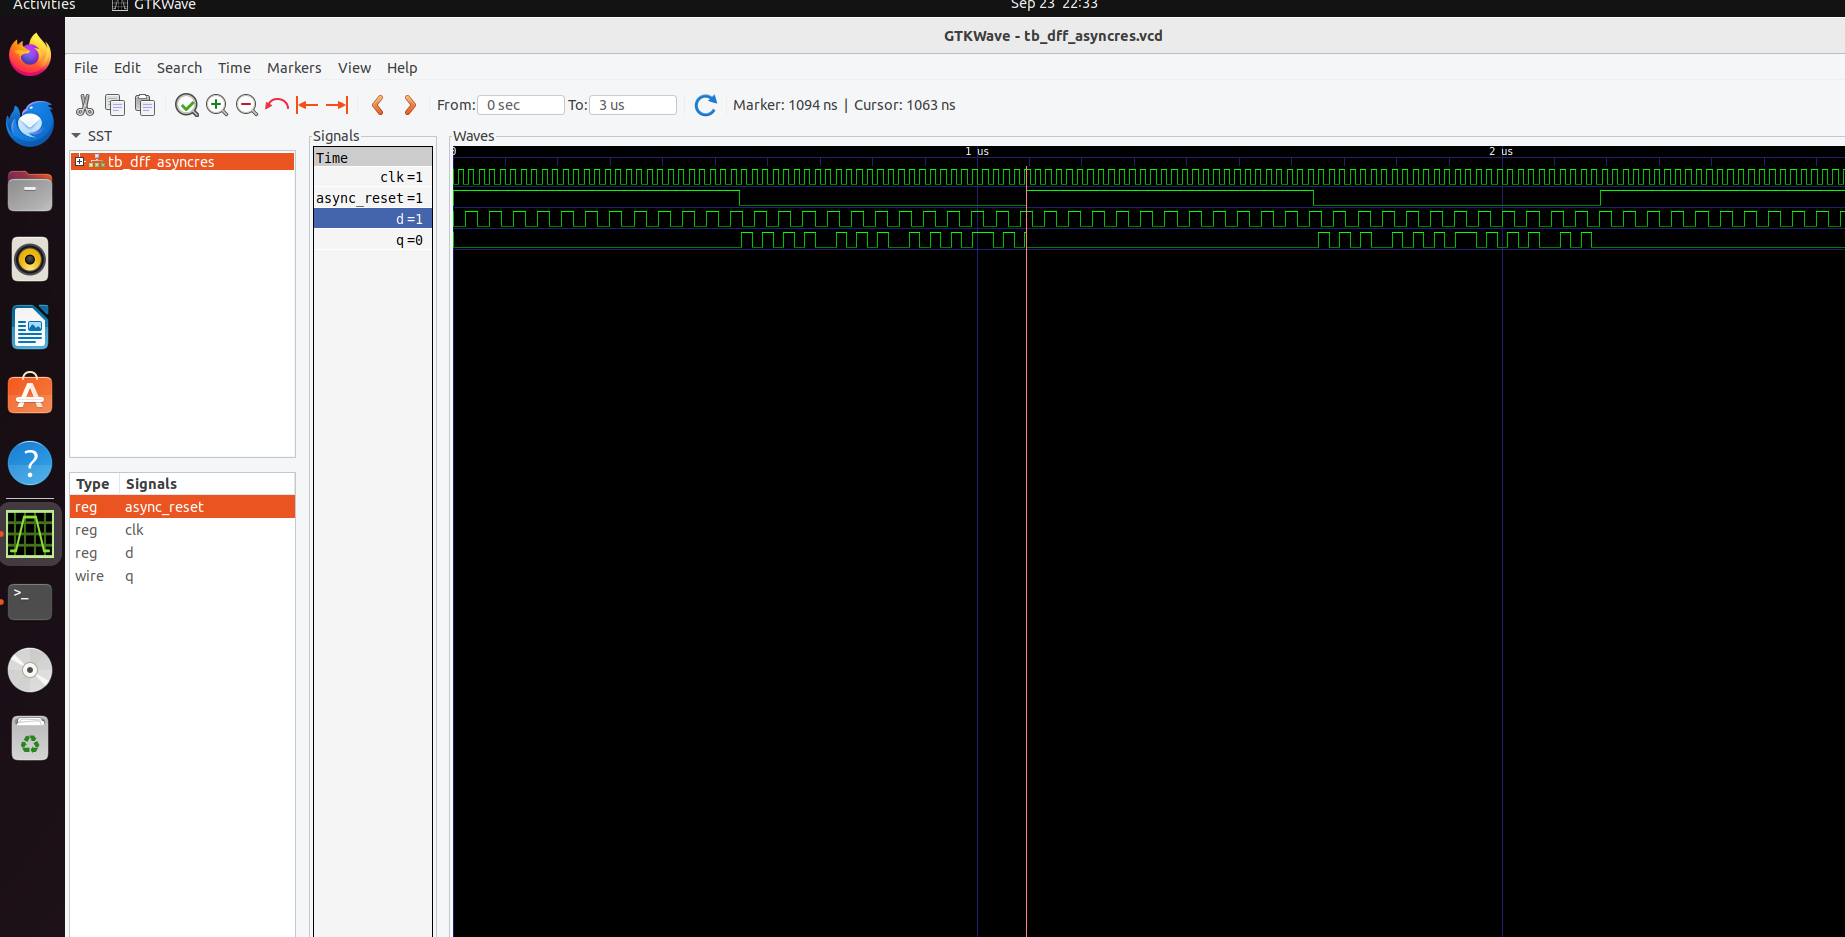 Activities GTKWave Sep 23 22:33
GTKWave - tb_dff_asyncres.vcd
File Edit Search Time Markers View Help
From: 0 sec To: 3 us Marker: 1094 ns | Cursor: 1063 ns
SST
Signals
Waves
tb_dff_asyncres
Time
0 1 us 2 us
clk =1
async_reset =1
d =1
q =0
Type Signals
reg async_reset
reg clk
reg d
wire q